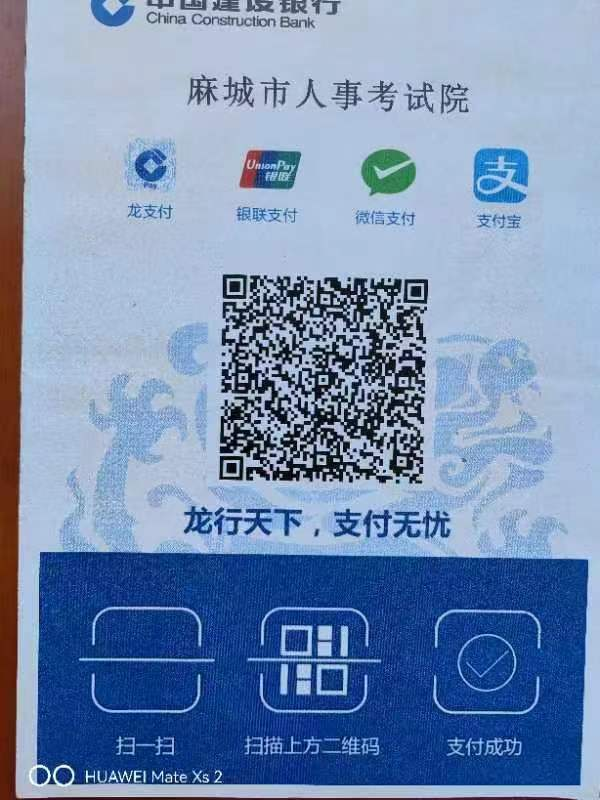 中国建设银行
China Construction Bank
麻城市人事考试院
Pay
UnionPay
银联
支
龙支付
银联支付
微信支付
支付宝
龙行天下，支付无忧
扫一扫
扫描上方二维码
支付成功
HUAWEI Mate Xs 2